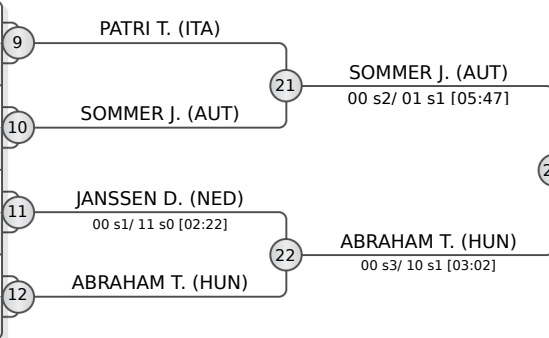 PATRI T. (ITA)
9
21
SOMMER J. (AUT)
00 s2/ 01 s1 [05:47]
SOMMER J. (AUT)
10
JANSSEN D. (NED)
11
00 s1/ 11 s0 [02:22]
22
ABRAHAM T. (HUN)
00 s3/ 10 s1 [03:02]
ABRAHAM T. (HUN)
12